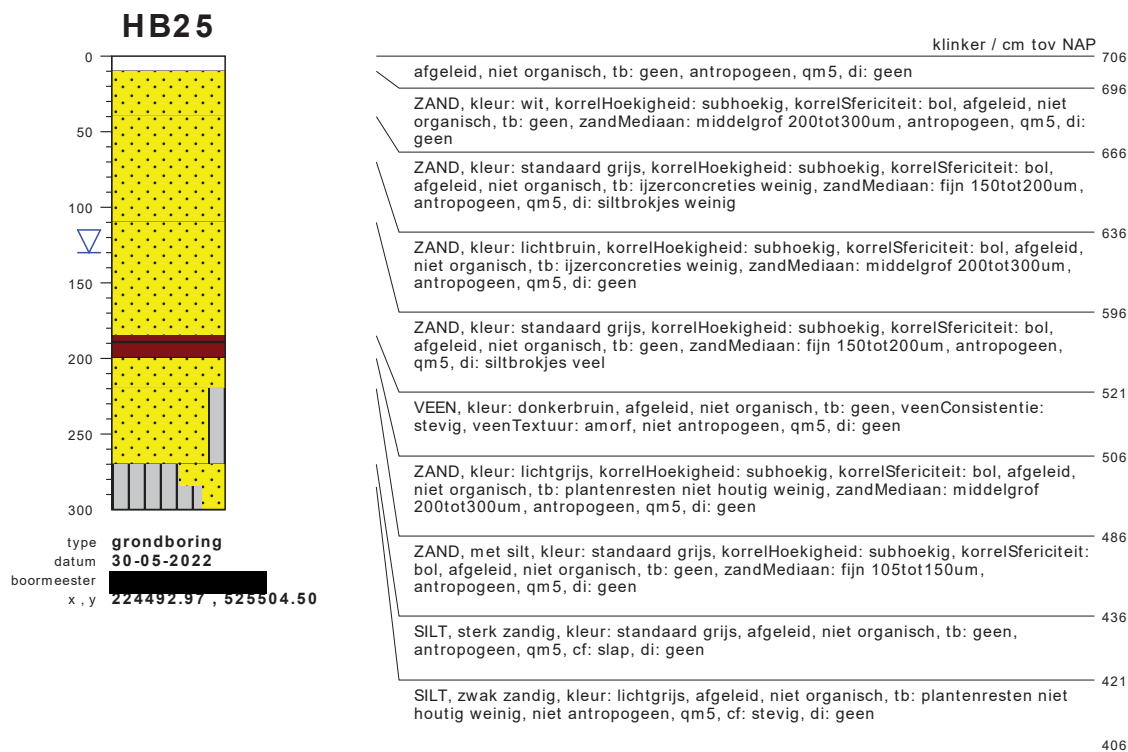 HB25
0
50
100
150
200
250
300
type grondboring
datum 30-05-2022
boormeester
x , y 224492.97 , 525504.50
klinker / cm tov NAP
706
afgeleid, niet organisch, tb: geen, antropogeen, qm5, di: geen
696
ZAND, kleur: wit, korrelHoekigheid: subhoekig, korrelSfericiteit: bol, afgeleid, niet
organisch, tb: geen, zandMediaan: middelgrof 200tot300um, antropogeen, qm5, di:
geen
666
ZAND, kleur: standaard grijs, korrelHoekigheid: subhoekig, korrelSfericiteit: bol,
afgeleid, niet organisch, tb: ijzerconcreties weinig, zandMediaan: fijn 150tot200um,
antropogeen, qm5, di: siltbrokjes weinig
636
ZAND, kleur: lichtbruin, korrelHoekigheid: subhoekig, korrelSfericiteit: bol, afgeleid,
niet organisch, tb: ijzerconcreties weinig, zandMediaan: middelgrof 200tot300um,
antropogeen, qm5, di: geen
596
ZAND, kleur: standaard grijs, korrelHoekigheid: subhoekig, korrelSfericiteit: bol,
afgeleid, niet organisch, tb: geen, zandMediaan: fijn 150tot200um, antropogeen,
qm5, di: siltbrokjes veel
521
VEEN, kleur: donkerbruin, afgeleid, niet organisch, tb: geen, veenConsistentie:
stevig, veenTextuur: amorf, niet antropogeen, qm5, di: geen
506
ZAND, kleur: lichtgrijs, korrelHoekigheid: subhoekig, korrelSfericiteit: bol, afgeleid,
niet organisch, tb: plantenresten niet houtig weinig, zandMediaan: middelgrof
200tot300um, antropogeen, qm5, di: geen
486
ZAND, met silt, kleur: standaard grijs, korrelHoekigheid: subhoekig, korrelSfericiteit:
bol, afgeleid, niet organisch, tb: geen, zandMediaan: fijn 105tot150um,
antropogeen, qm5, di: geen
436
SILT, sterk zandig, kleur: standaard grijs, afgeleid, niet organisch, tb: geen,
antropogeen, qm5, cf: slap, di: geen
421
SILT, zwak zandig, kleur: lichtgrijs, afgeleid, niet organisch, tb: plantenresten niet
houtig weinig, niet antropogeen, qm5, cf: stevig, di: geen
406